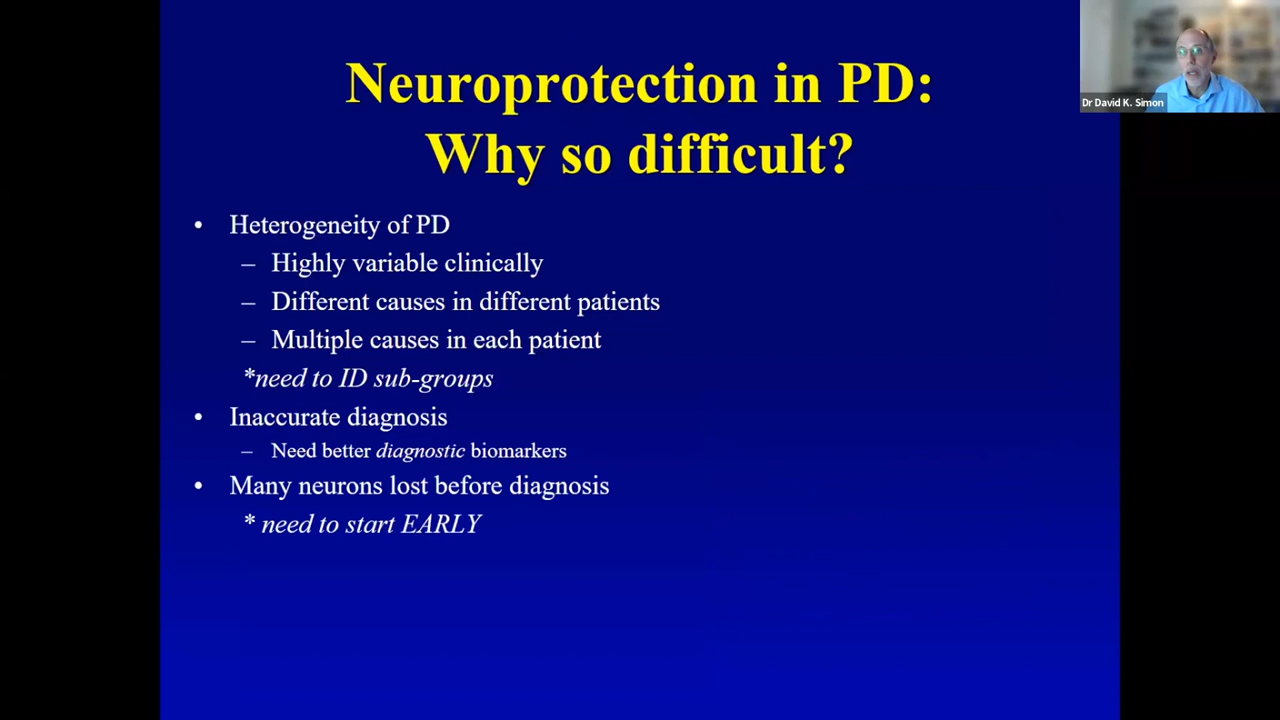 Neuroprotection in PD:
Why so difficult?
Dr David K. Simon
• Heterogeneity of PD
– Highly variable clinically
– Different causes in different patients
– Multiple causes in each patient
*need to ID sub-groups
• Inaccurate diagnosis
– Need better diagnostic biomarkers
• Many neurons lost before diagnosis
* need to start EARLY